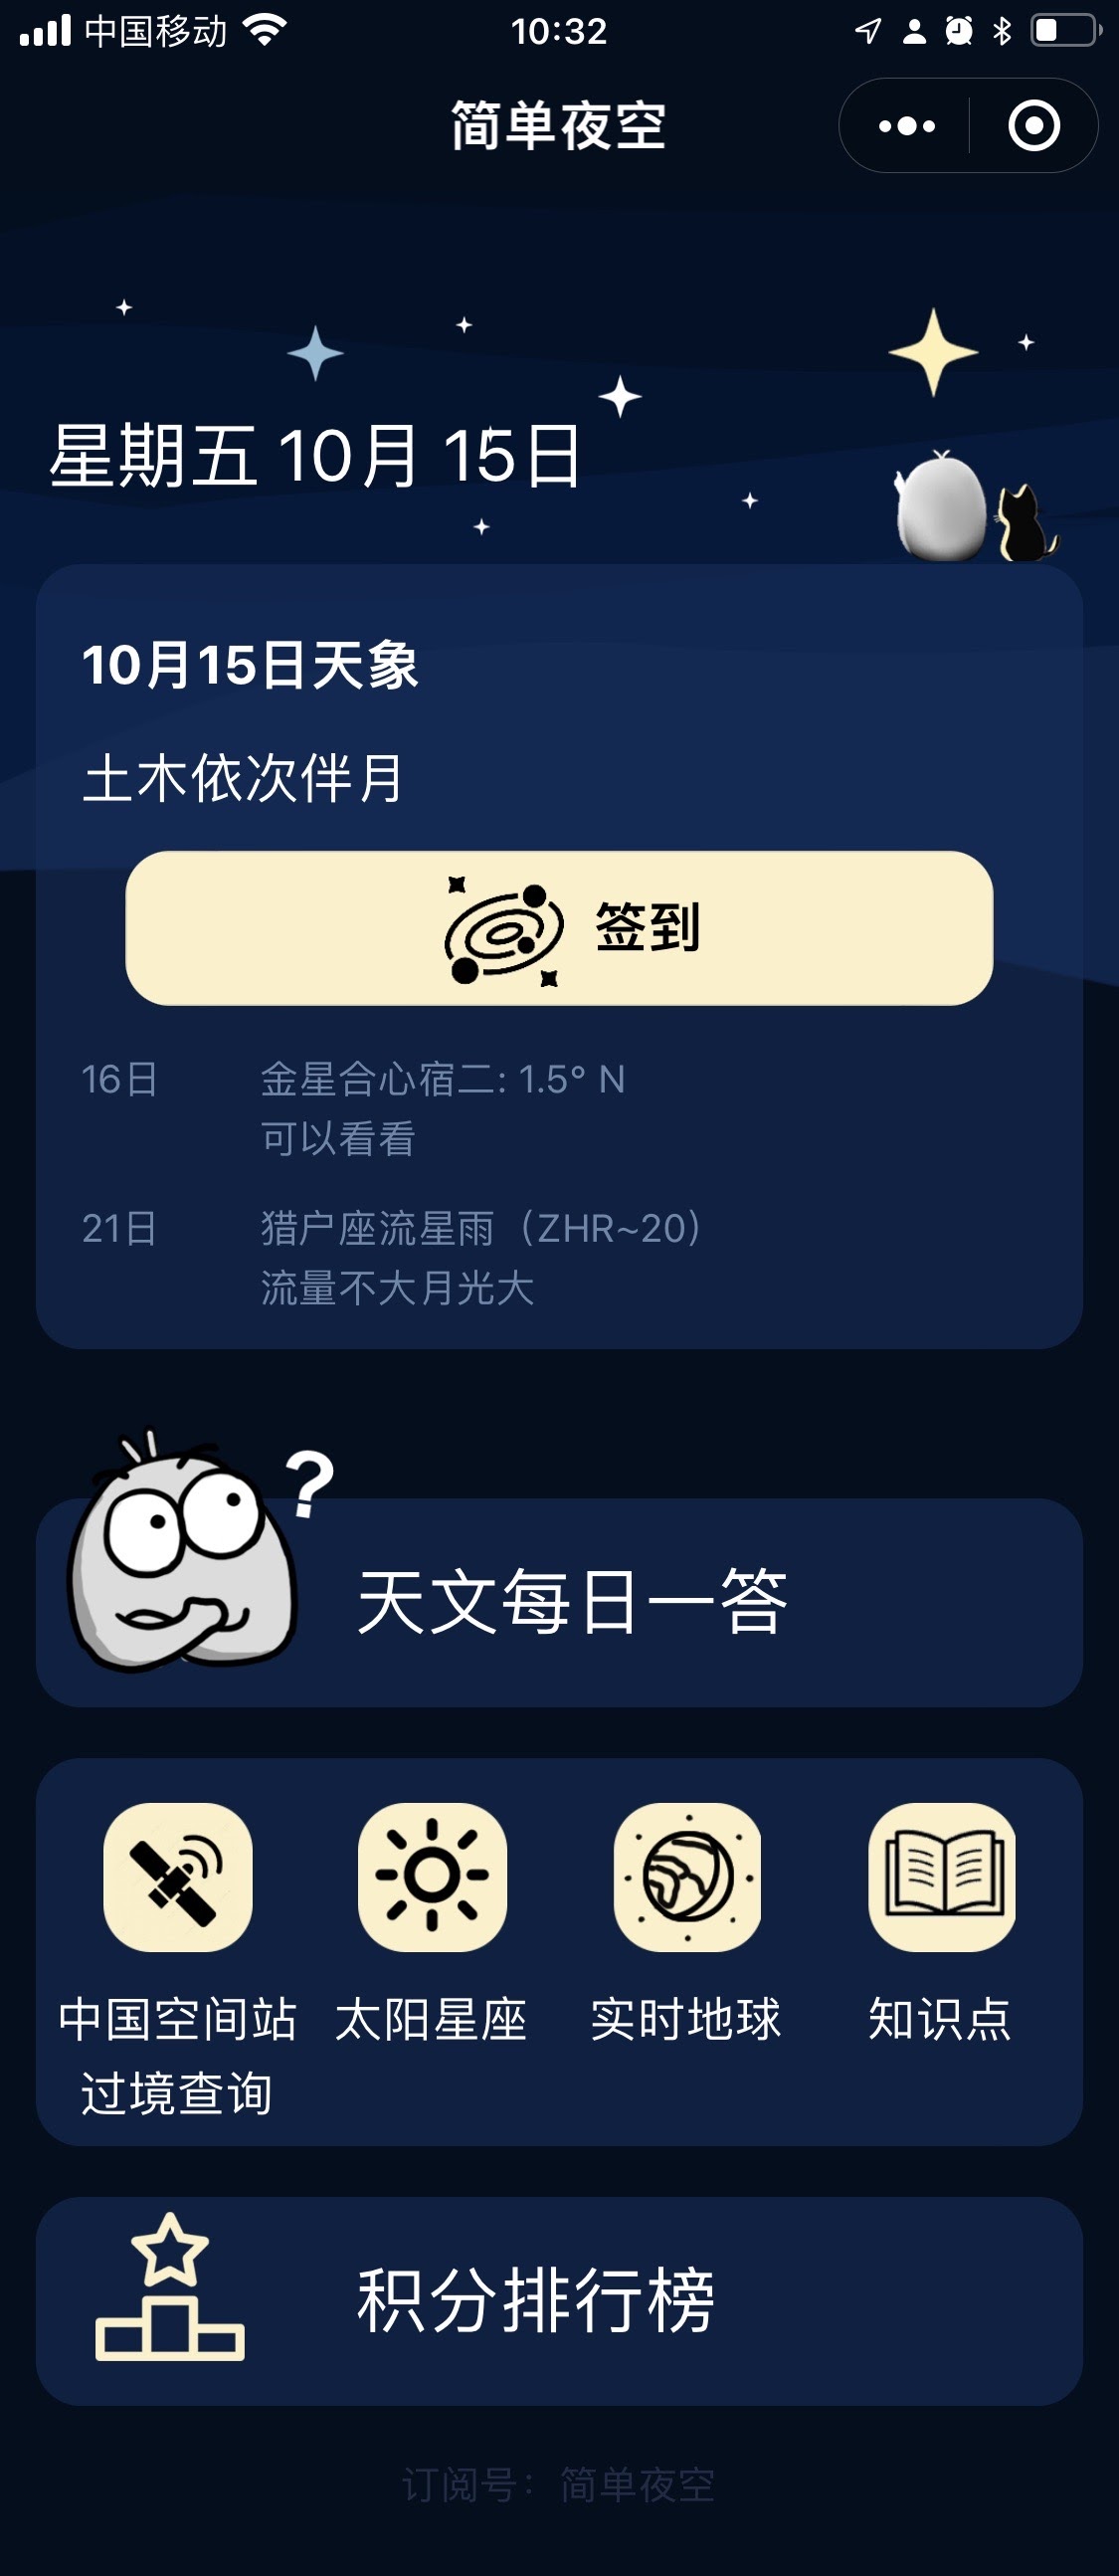 中国移动 10:32
简单夜空
星期五 10月 15日
10月15日天象
土木依次伴月
签到
16日 金星合心宿二: 1.5° N
可以看看
21日 猎户座流星雨（ZHR~20）
流量不大月光大
?
天文每日一答
中国空间站 太阳星座 实时地球 知识点
过境查询
积分排行榜
订阅号：简单夜空